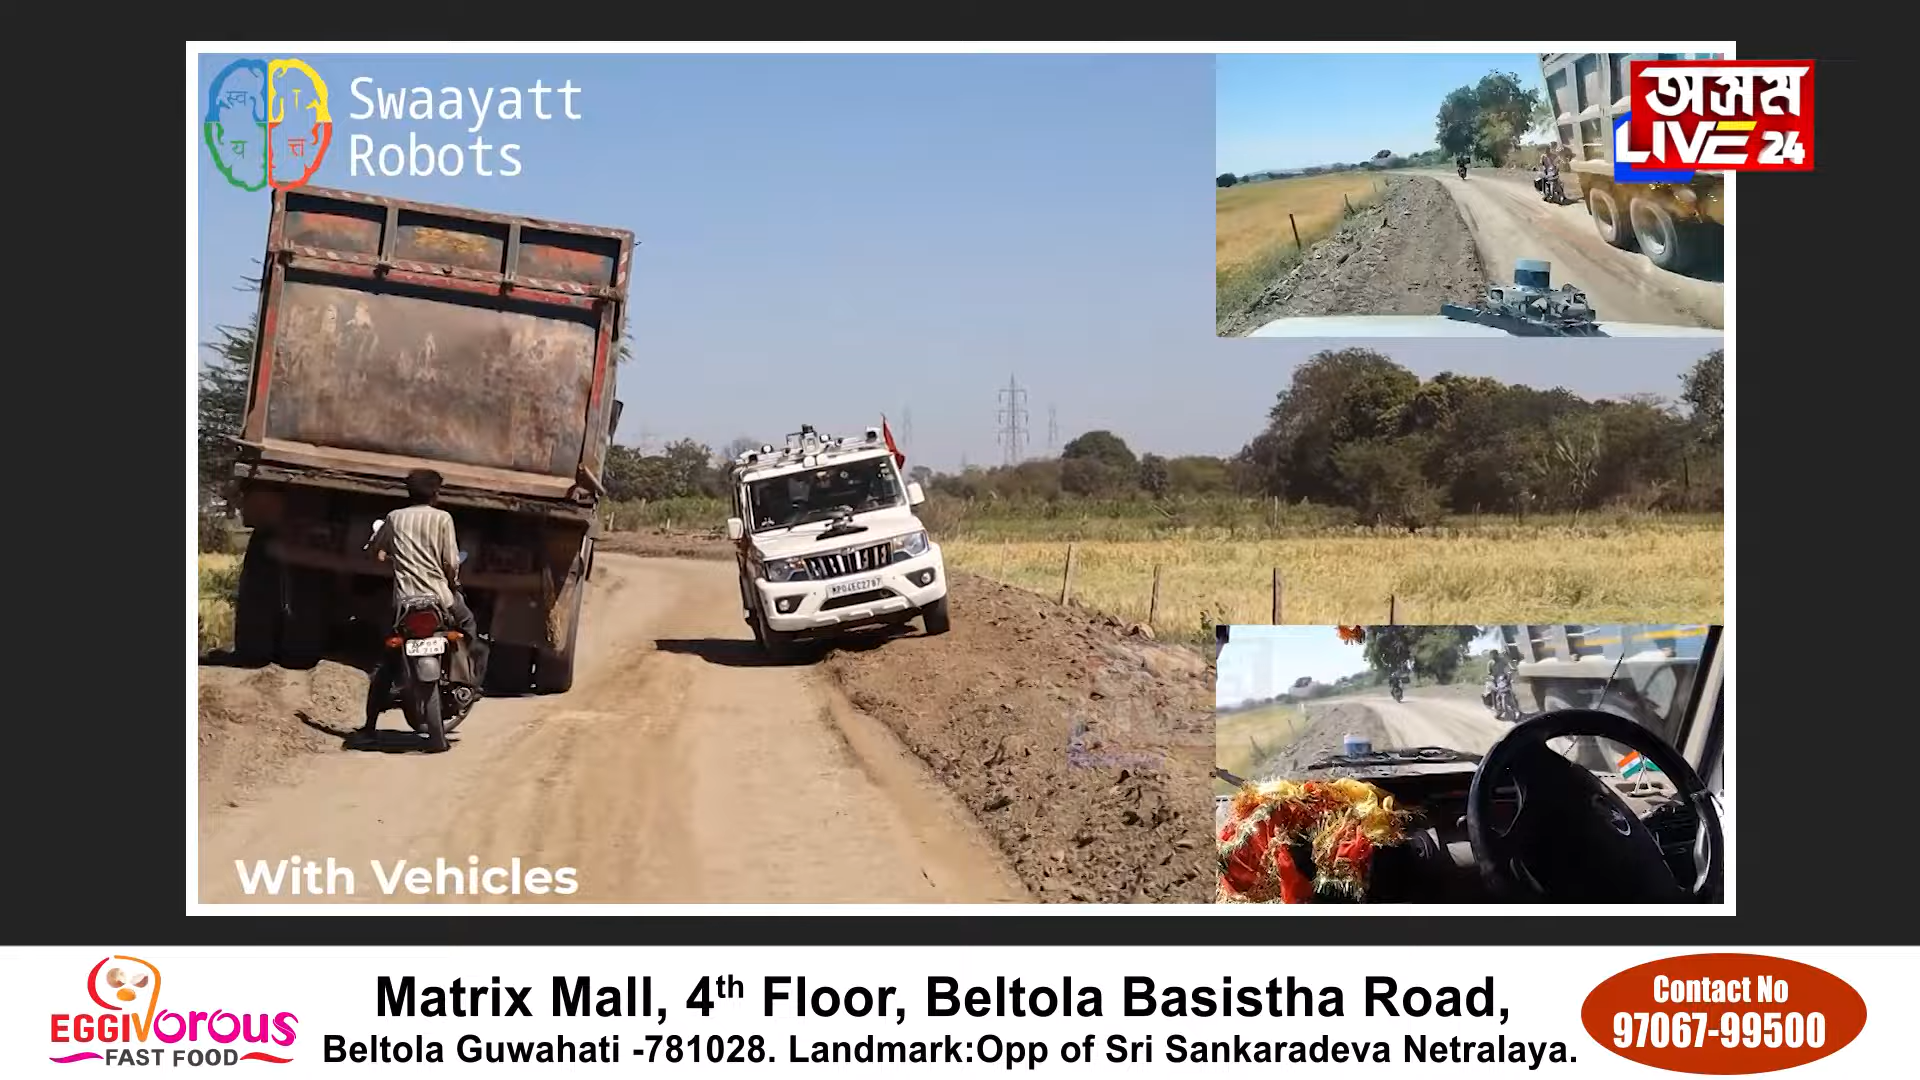 स्व
T
य
त्त
Swaayatt
Robots
অসম
LIVE 24
MP04EC2787
With Vehicles
EGGIVOROUS
FAST FOOD
Matrix Mall, 4th Floor, Beltola Basistha Road,
Beltola Guwahati -781028. Landmark:Opp of Sri Sankaradeva Netralaya.
Contact No
97067-99500